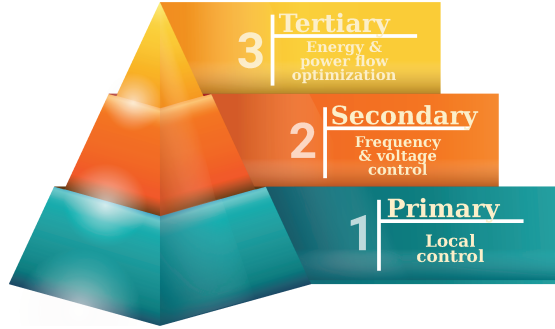 3
Tertiary
Energy &
power flow
optimization
2
Secondary
Frequency
& voltage
control
1
Primary
Local
control